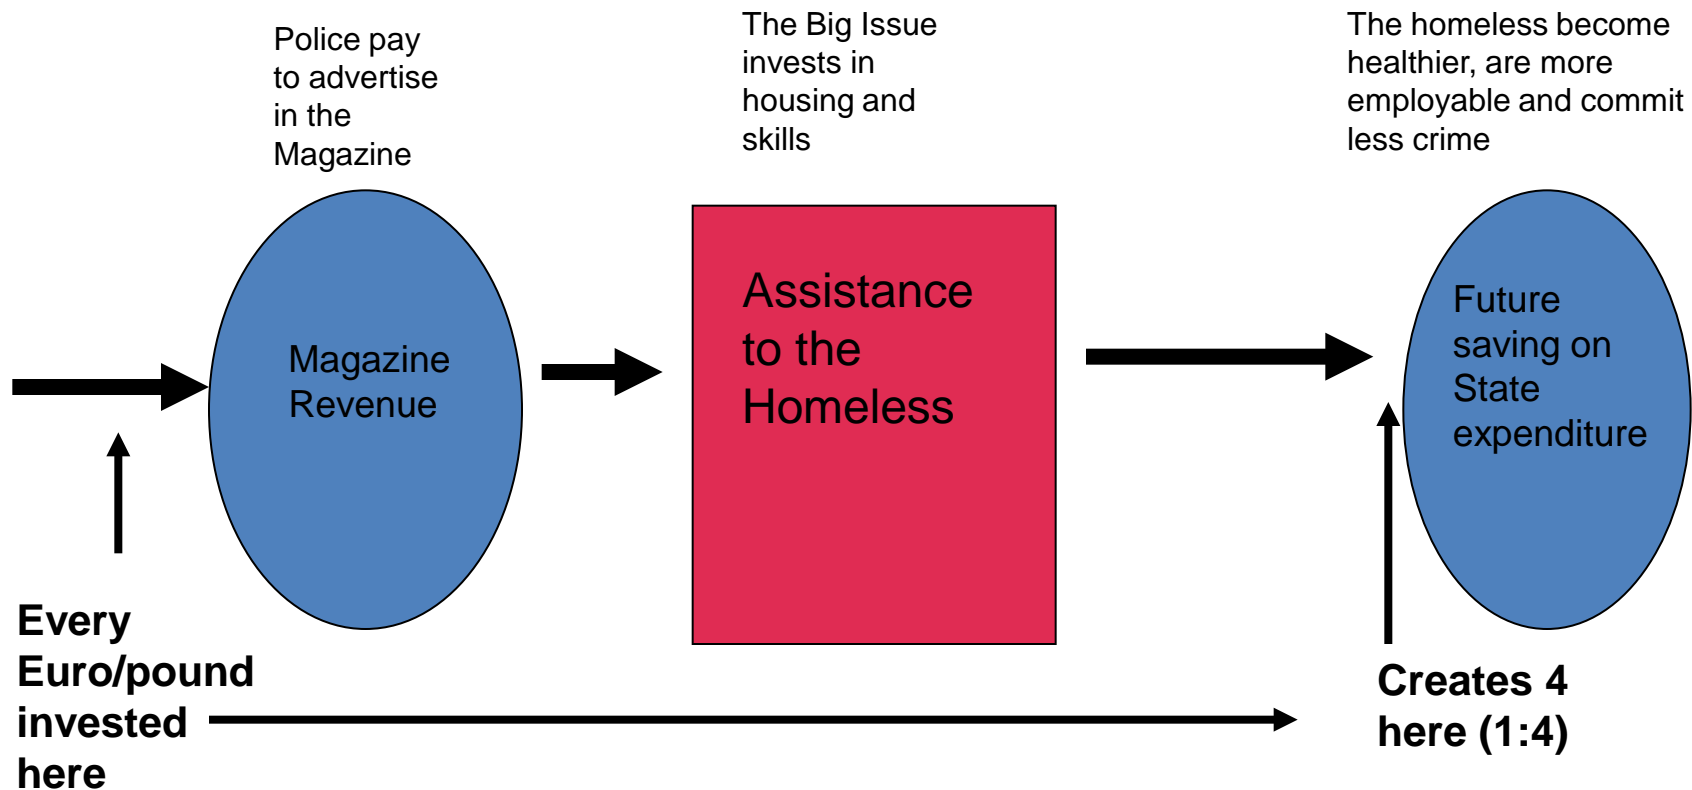 Police pay
to advertise
in the
Magazine
The Big Issue
invests in
housing and
skills
The homeless become
healthier, are more
employable and commit
less crime
Magazine
Revenue
Assistance
to the
Homeless
Future
saving on
State
expenditure
Every
Euro/pound
invested
here
Creates 4
here (1:4)